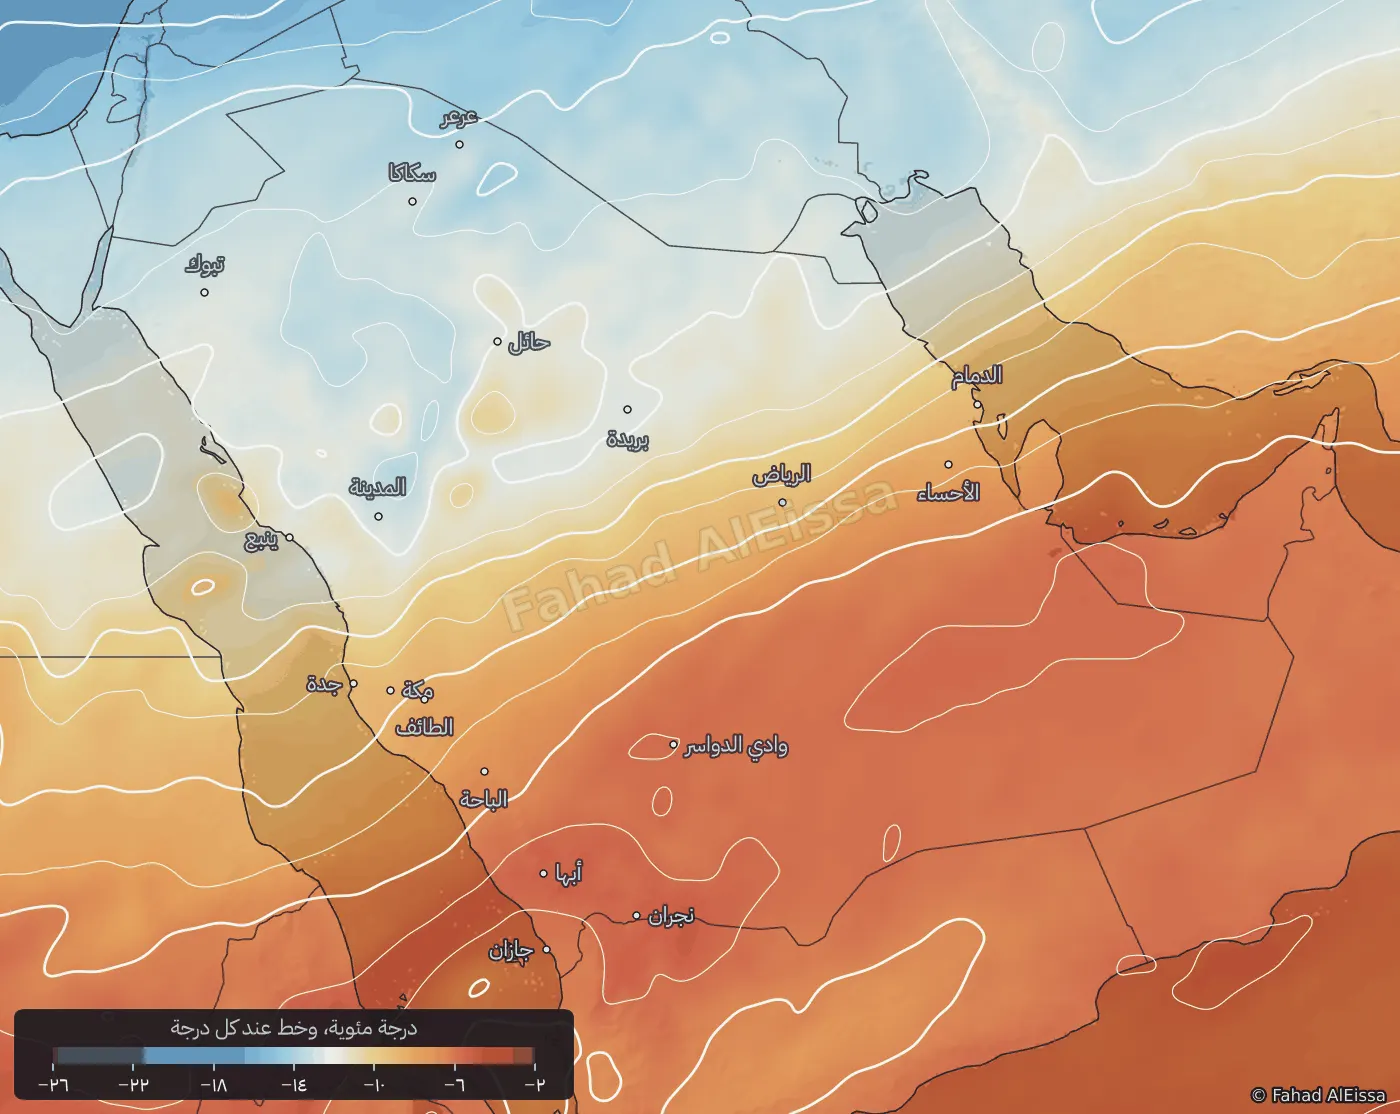 عرعر
سكاكا
تبوك
حائل
الدمام
بريدة
الرياض
المدينة
الأحساء
ينبع
Fahad AlEissa
جدة
مكة
الطائف
وادي الدواسر
الباحة
أبها
نجران
جازان
درجة مئوية، وخط عند كل درجة
−٢٦ −٢٢ −١٨ −١٤ −١٠ −٦ −٢
© Fahad AlEissa